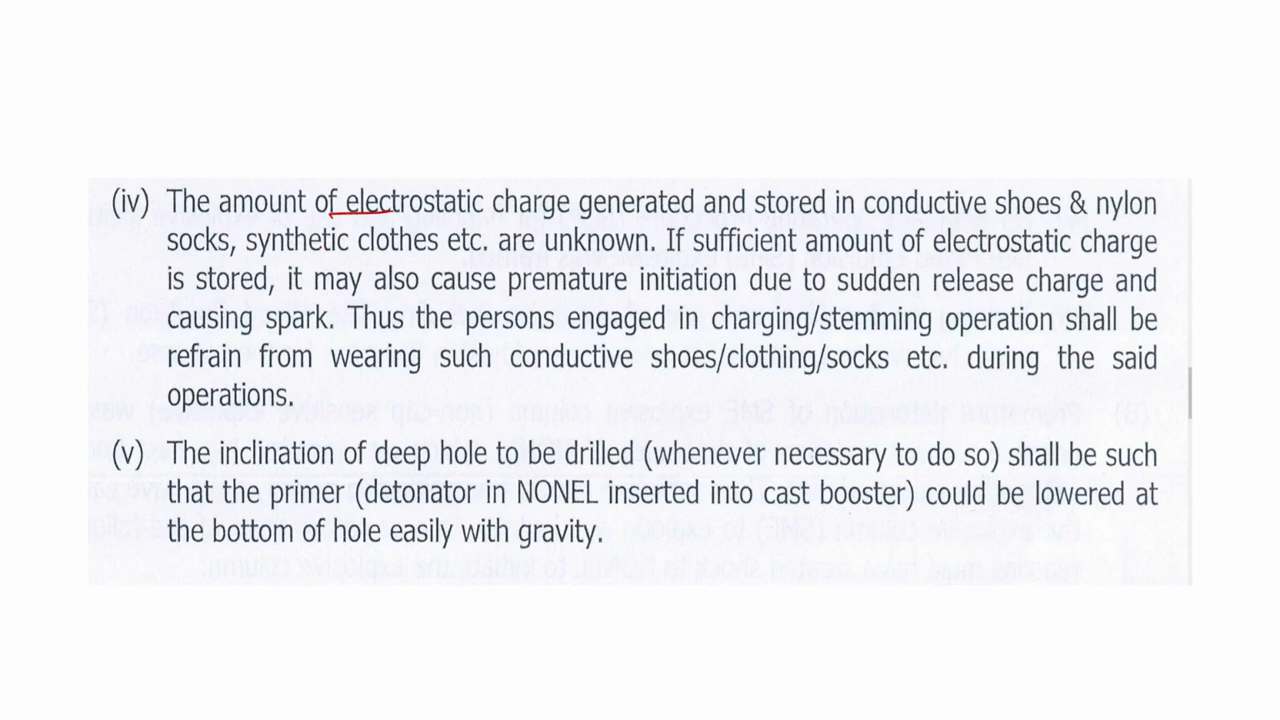 (iv) The amount of electrostatic charge generated and stored in conductive shoes & nylon
socks, synthetic clothes etc. are unknown. If sufficient amount of electrostatic charge
is stored, it may also cause premature initiation due to sudden release charge and
causing spark. Thus the persons engaged in charging/stemming operation shall be
refrain from wearing such conductive shoes/clothing/socks etc. during the said
operations.
(v) The inclination of deep hole to be drilled (whenever necessary to do so) shall be such
that the primer (detonator in NONEL inserted into cast booster) could be lowered at
the bottom of hole easily with gravity.